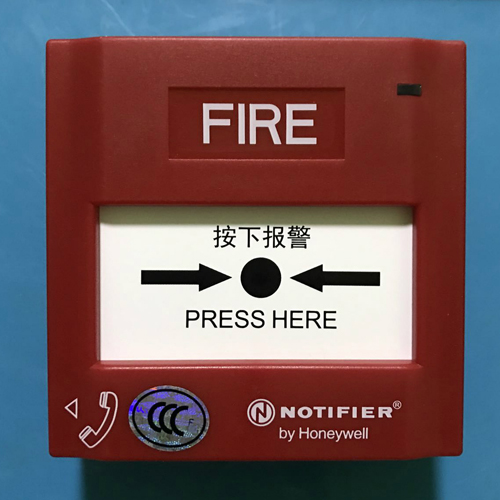 FIRE
按下报警
PRESS HERE
CCC
F
N NOTIFIER®
by Honeywell